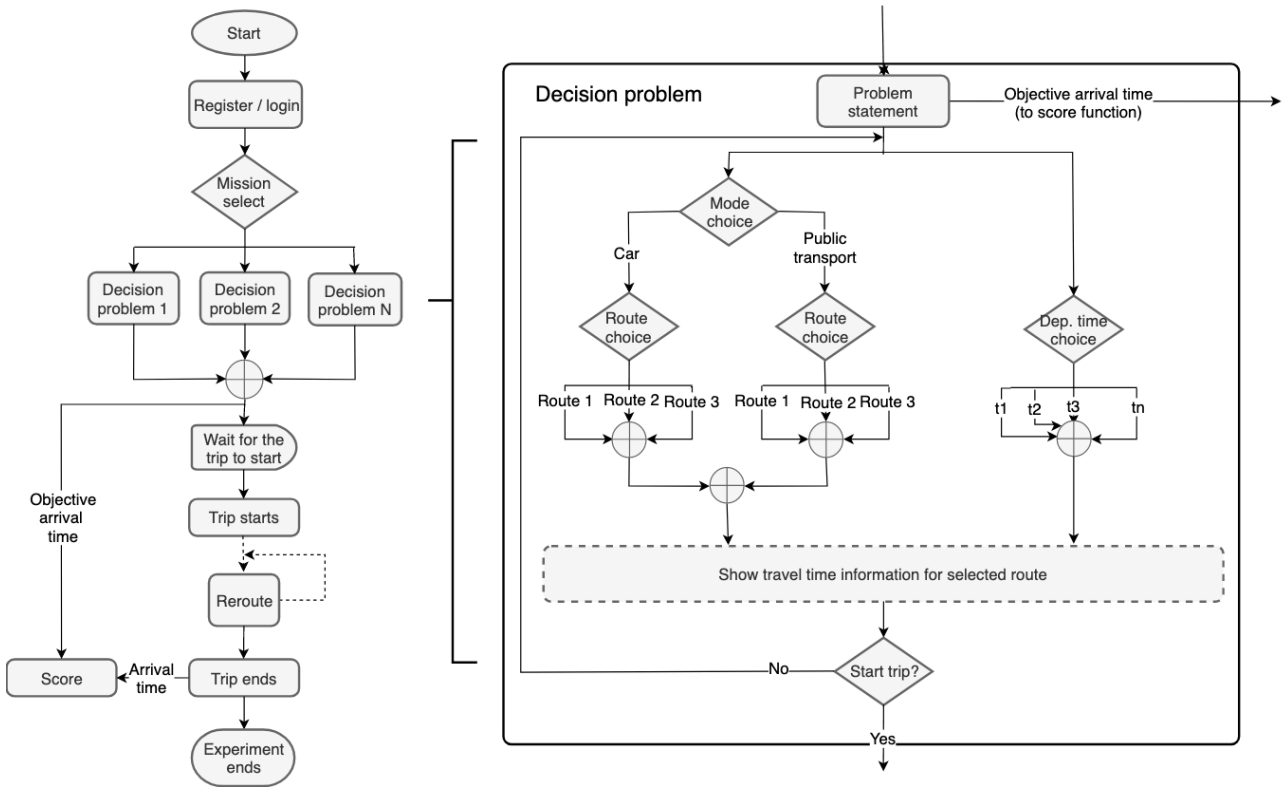 Start
Register / login
Mission
select
Decision
problem 1
Decision
problem 2
Decision
problem N
Wait for the
trip to start
Objective
arrival
time
Trip starts
Reroute
Score
Arrival
time
Trip ends
Experiment
ends
Decision problem
Problem
statement
Objective arrival time
(to score function)
Mode
choice
Car
Public
transport
Route
choice
Route
choice
Dep. time
choice
Route 1
Route 2
Route 3
Route 1
Route 2
Route 3
t1
t2
t3
tn
Show travel time information for selected route
No
Start trip?
Yes